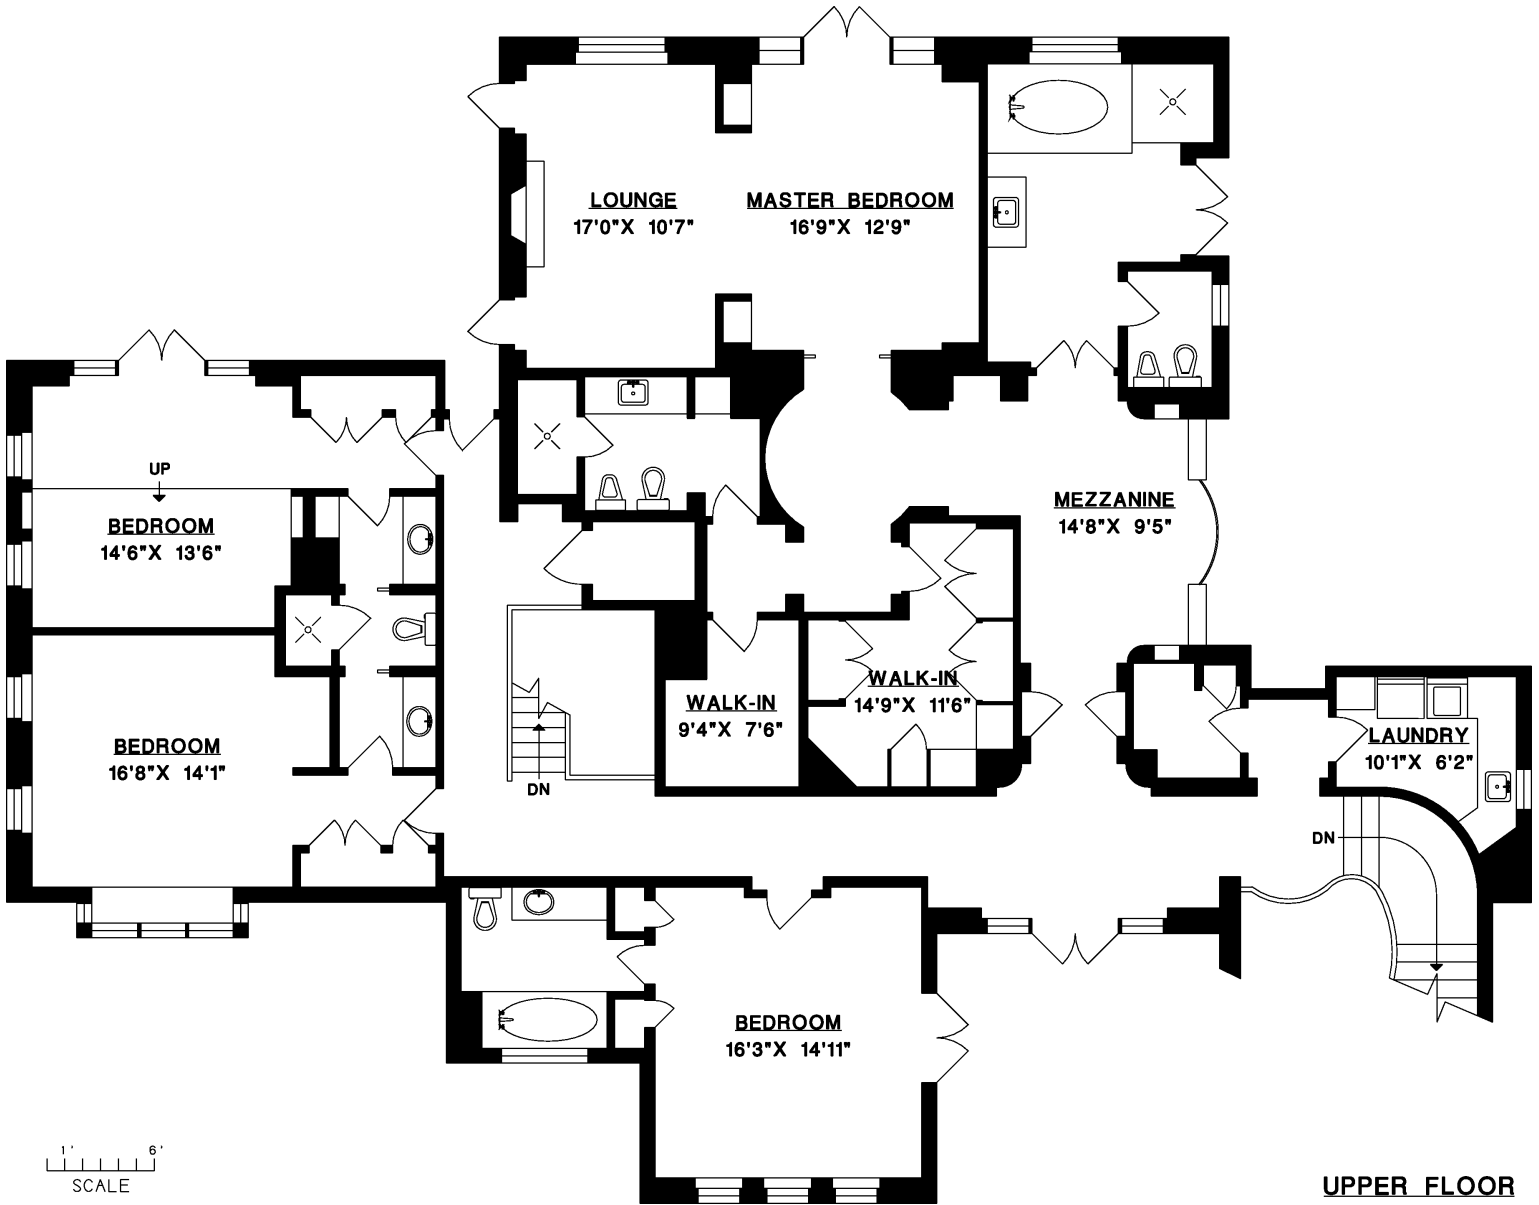 LOUNGE
17'0"X 10'7"
MASTER BEDROOM
16'9"X 12'9"
UP
BEDROOM
14'6"X 13'6"
MEZZANINE
14'8"X 9'5"
WALK-IN
9'4"X 7'6"
WALK-IN
14'9"X 11'6"
BEDROOM
16'8"X 14'1"
LAUNDRY
10'1"X 6'2"
DN
DN
BEDROOM
16'3"X 14'11"
1' 6'
SCALE
UPPER FLOOR